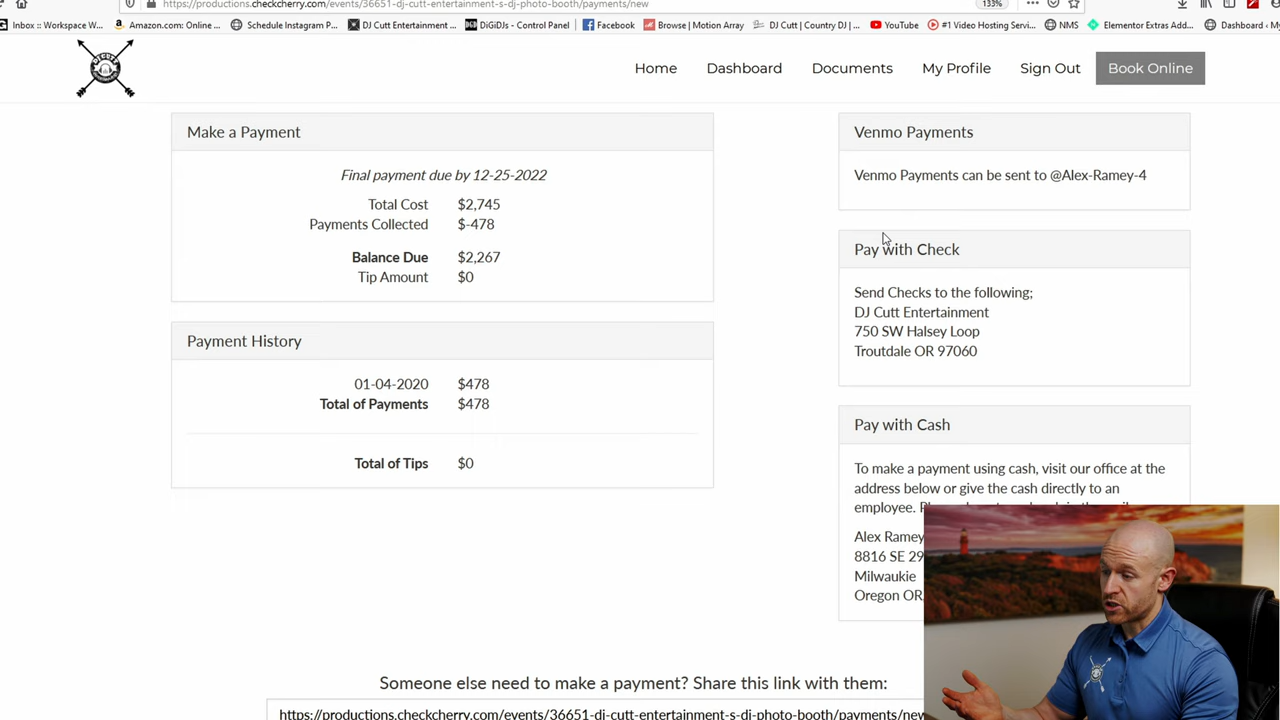 https://productions.checkcherry.com/events/36651-dj-cutt-entertainment-s-dj-photo-booth/payments/new
133%
Inbox :: Workspace ...
Amazon.com: Online ...
Schedule Instagram P...
DJ Cutt Entertainment ...
DiGiDJs - Control Panel
Facebook
Browse | Motion Array
DJ Cutt | Country DJ | ...
YouTube
#1 Video Hosting Servi...
NMS
Elementor Extras Add...
Dashboard ‹
Home
Dashboard
Documents
My Profile
Sign Out
Book Online
Make a Payment
Final payment due by 12-25-2022
Total Cost $2,745
Payments Collected $-478
Balance Due $2,267
Tip Amount $0
Payment History
01-04-2020 $478
Total of Payments $478
Total of Tips $0
Venmo Payments
Venmo Payments can be sent to @Alex-Ramey-4
Pay with Check
Send Checks to the following;
DJ Cutt Entertainment
750 SW Halsey Loop
Troutdale OR 97060
Pay with Cash
To make a payment using cash, visit our office at the
address below or give the cash directly to an
employee.
Alex Ramey
8816 SE 29
Milwaukie
Oregon OR
Someone else need to make a payment? Share this link with them:
https://productions.checkcherry.com/events/36651-dj-cutt-entertainment-s-dj-photo-booth/payments/new